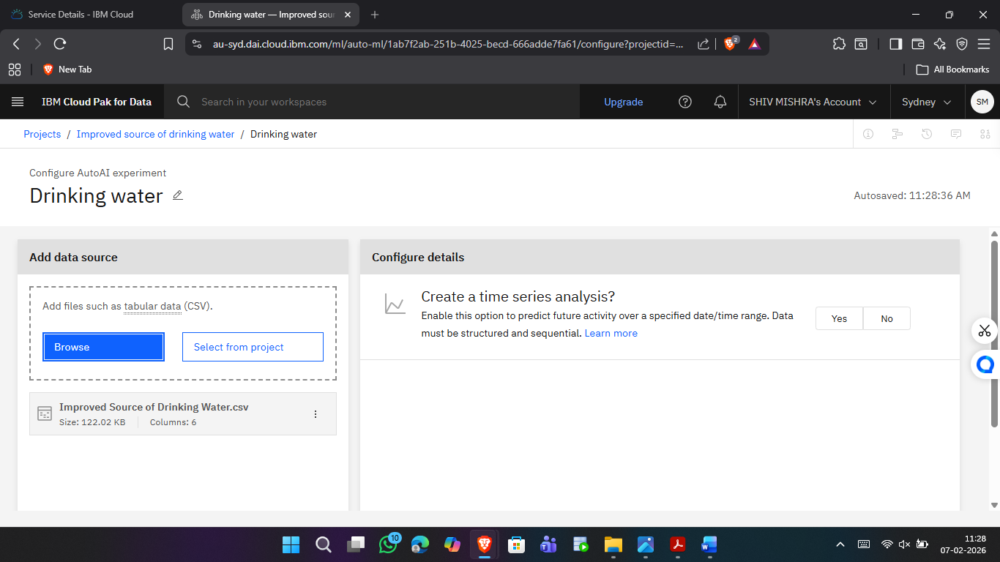 Service Details - IBM Cloud
Drinking water — Improved sour
au-syd.dai.cloud.ibm.com/ml/auto-ml/1ab7f2ab-251b-4025-becd-666adde7fa61/configure?projectid=...
2
New Tab
All Bookmarks
IBM Cloud Pak for Data
Search in your workspaces
Upgrade
SHIV MISHRA's Account
Sydney
SM
Projects / Improved source of drinking water / Drinking water
Configure AutoAI experiment
Drinking water
Autosaved: 11:28:36 AM
Add data source
Add files such as tabular data (CSV).
Browse
Select from project
Improved Source of Drinking Water.csv
Size: 122.02 KB
Columns: 6
Configure details
Create a time series analysis?
Enable this option to predict future activity over a specified date/time range. Data
must be structured and sequential. Learn more
Yes
No
10
11:28
07-02-2026